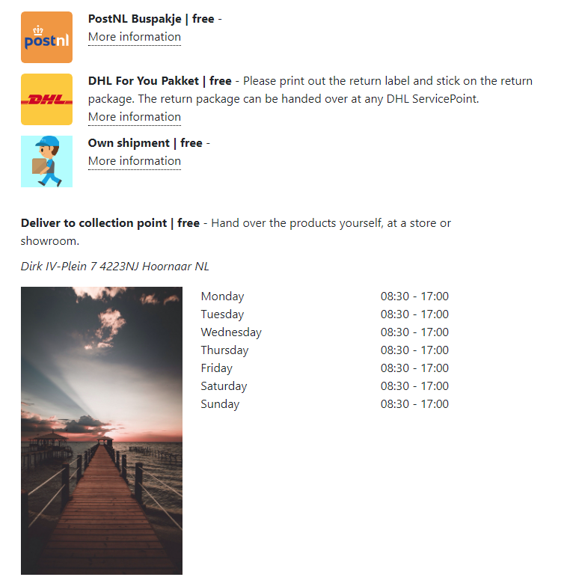 postnl
PostNL Buspakje | free -
More information
DHL
DHL For You Pakket | free - Please print out the return label and stick on the return
package. The return package can be handed over at any DHL ServicePoint.
More information
Own shipment | free -
More information
Deliver to collection point | free - Hand over the products yourself, at a store or
showroom.
Dirk IV-Plein 7 4223NJ Hoornaar NL
Monday 08:30 - 17:00
Tuesday 08:30 - 17:00
Wednesday 08:30 - 17:00
Thursday 08:30 - 17:00
Friday 08:30 - 17:00
Saturday 08:30 - 17:00
Sunday 08:30 - 17:00